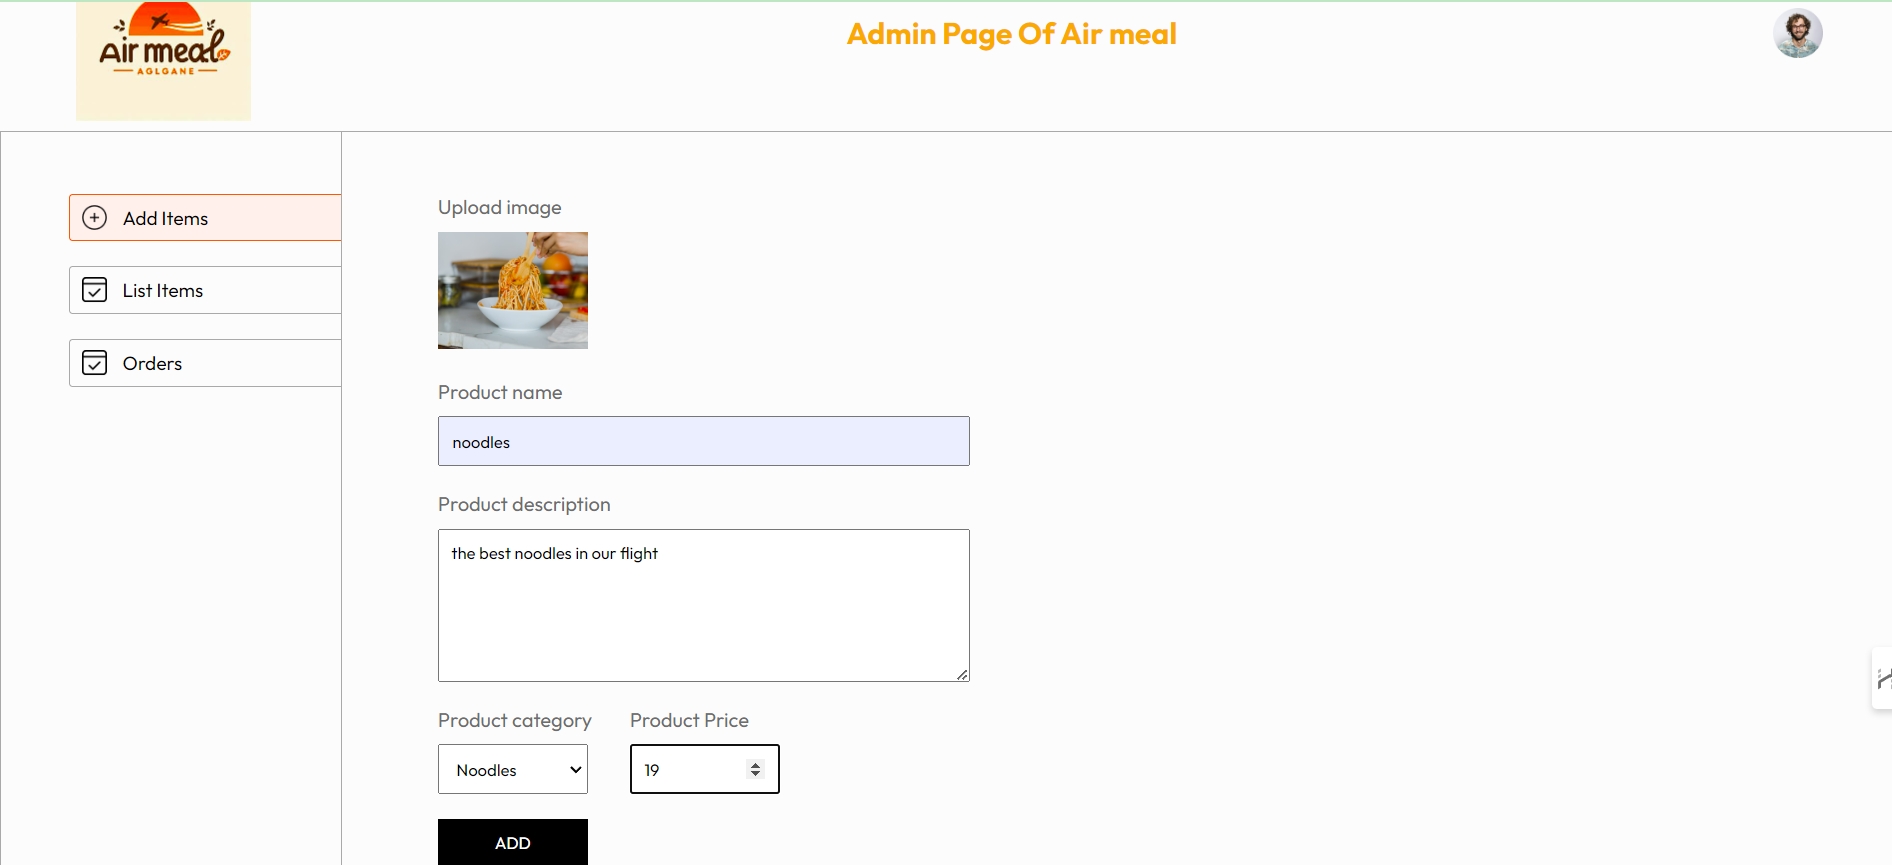 Air meal
AGLGANE
Admin Page Of Air meal
Add Items
List Items
Orders
Upload image
Product name
noodles
Product description
the best noodles in our flight
Product category
Product Price
Noodles
19
ADD